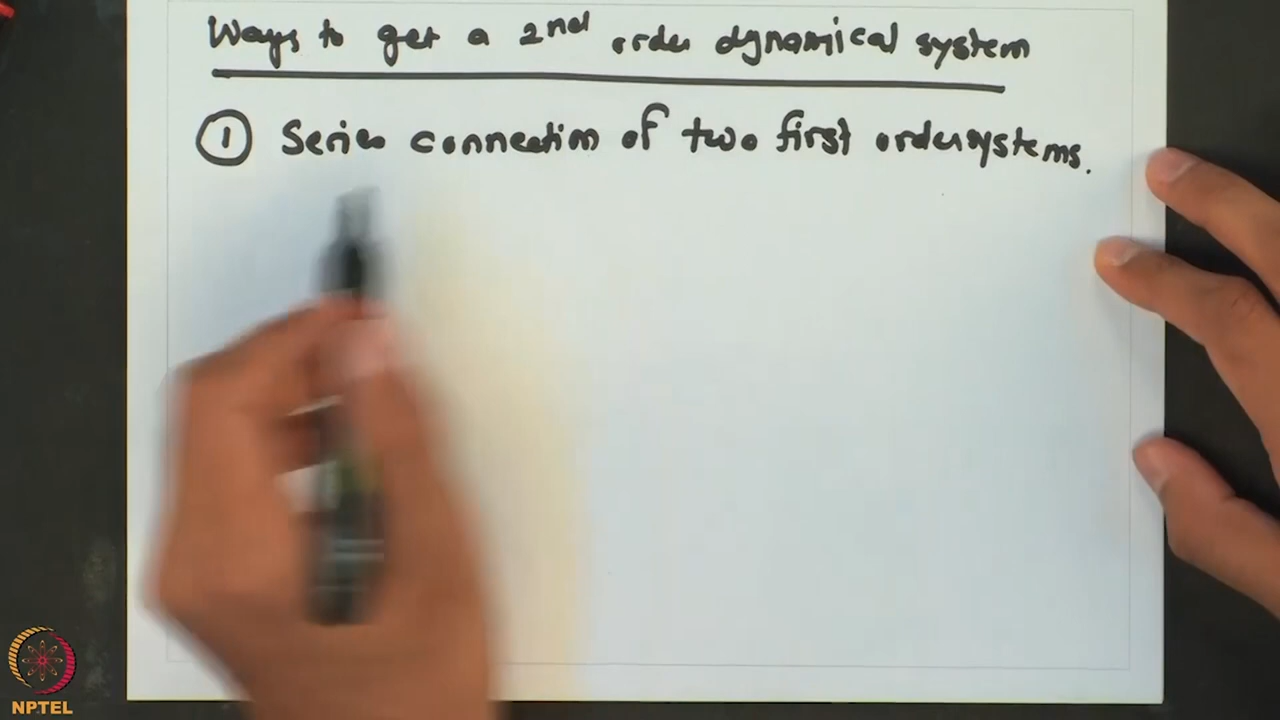 Ways to get a 2nd order dynamical system
① Series connection of two first order systems.
NPTEL